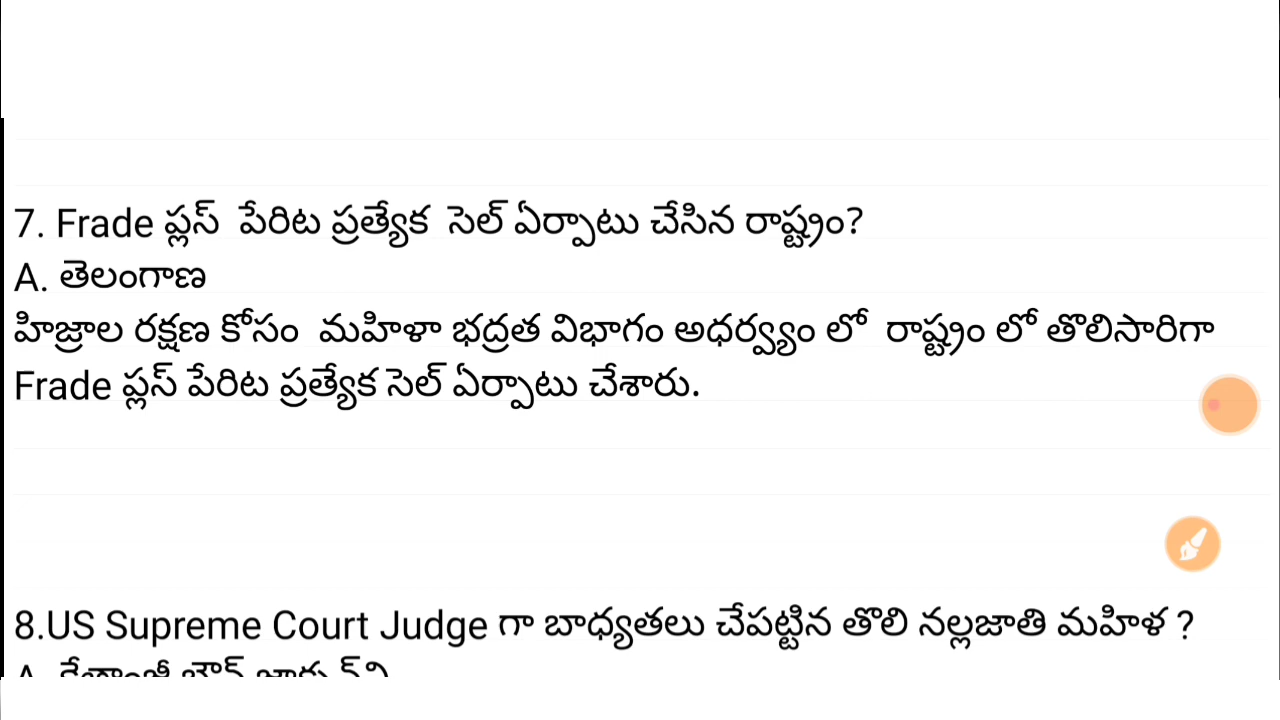 7. Frade ప్లస్ పేరిట ప్రత్యేక సెల్ ఏర్పాటు చేసిన రాష్ట్రం?
A. తెలంగాణ
హిజ్రాల రక్షణ కోసం మహిళా భద్రత విభాగం అధర్వ్యం లో రాష్ట్రం లో తొలిసారిగా
Frade ప్లస్ పేరిట ప్రత్యేక సెల్ ఏర్పాటు చేశారు.
8.US Supreme Court Judge గా బాధ్యతలు చేపట్టిన తొలి నల్లజాతి మహిళ ?
A.